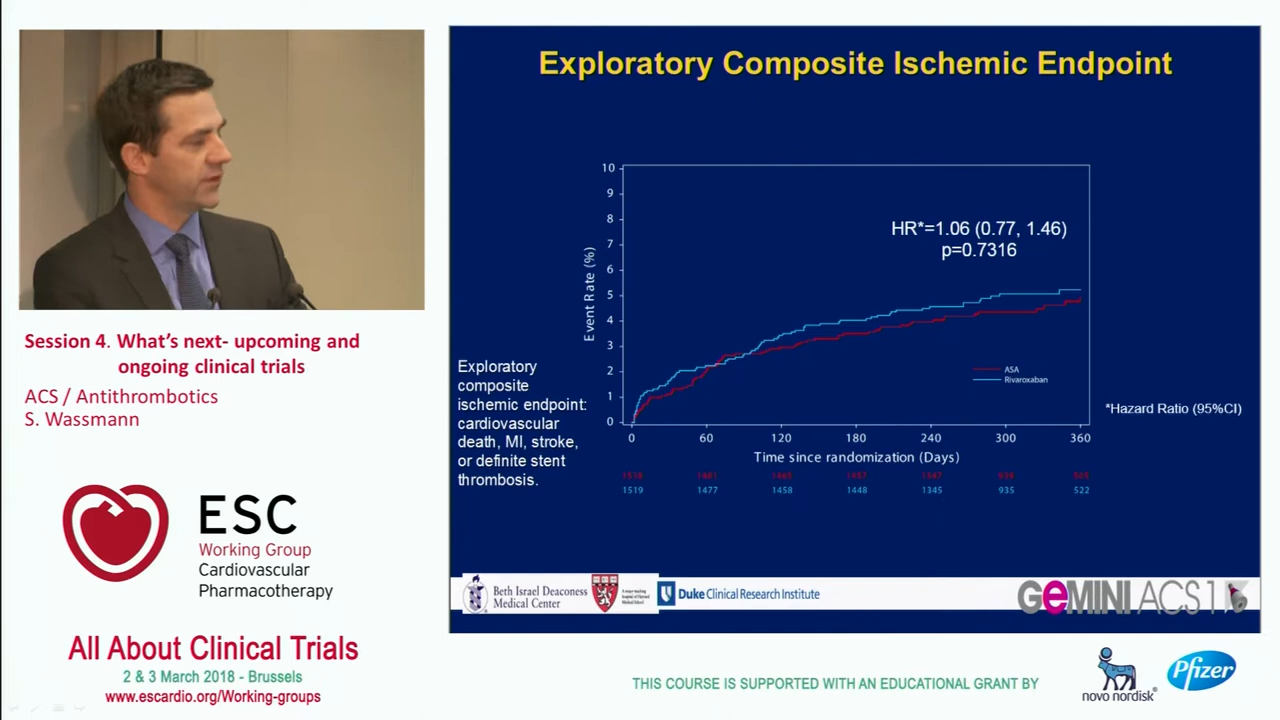 Exploratory Composite Ischemic Endpoint
10
9
8
7
6
5
4
3
2
1
0
Event Rate (%)
HR*=1.06 (0.77, 1.46)
p=0.7316
ASA
Rivaroxaban
0 60 120 180 240 300 360
Time since randomization (Days)
1519 1477 1458 1448 1345 935 522
*Hazard Ratio (95%CI)
Exploratory
composite
ischemic endpoint:
cardiovascular
death, MI, stroke,
or definite stent
thrombosis.
Beth Israel Deaconess
Medical Center
Duke Clinical Research Institute
GEMINI ACS 1
Session 4. What's next- upcoming and
ongoing clinical trials
ACS / Antithrombotics
S. Wassmann
ESC
Working Group
Cardiovascular
Pharmacotherapy
All About Clinical Trials
2 & 3 March 2018 - Brussels
www.escardio.org/Working-groups
THIS COURSE IS SUPPORTED WITH AN EDUCATIONAL GRANT BY
novo nordisk®
Pfizer